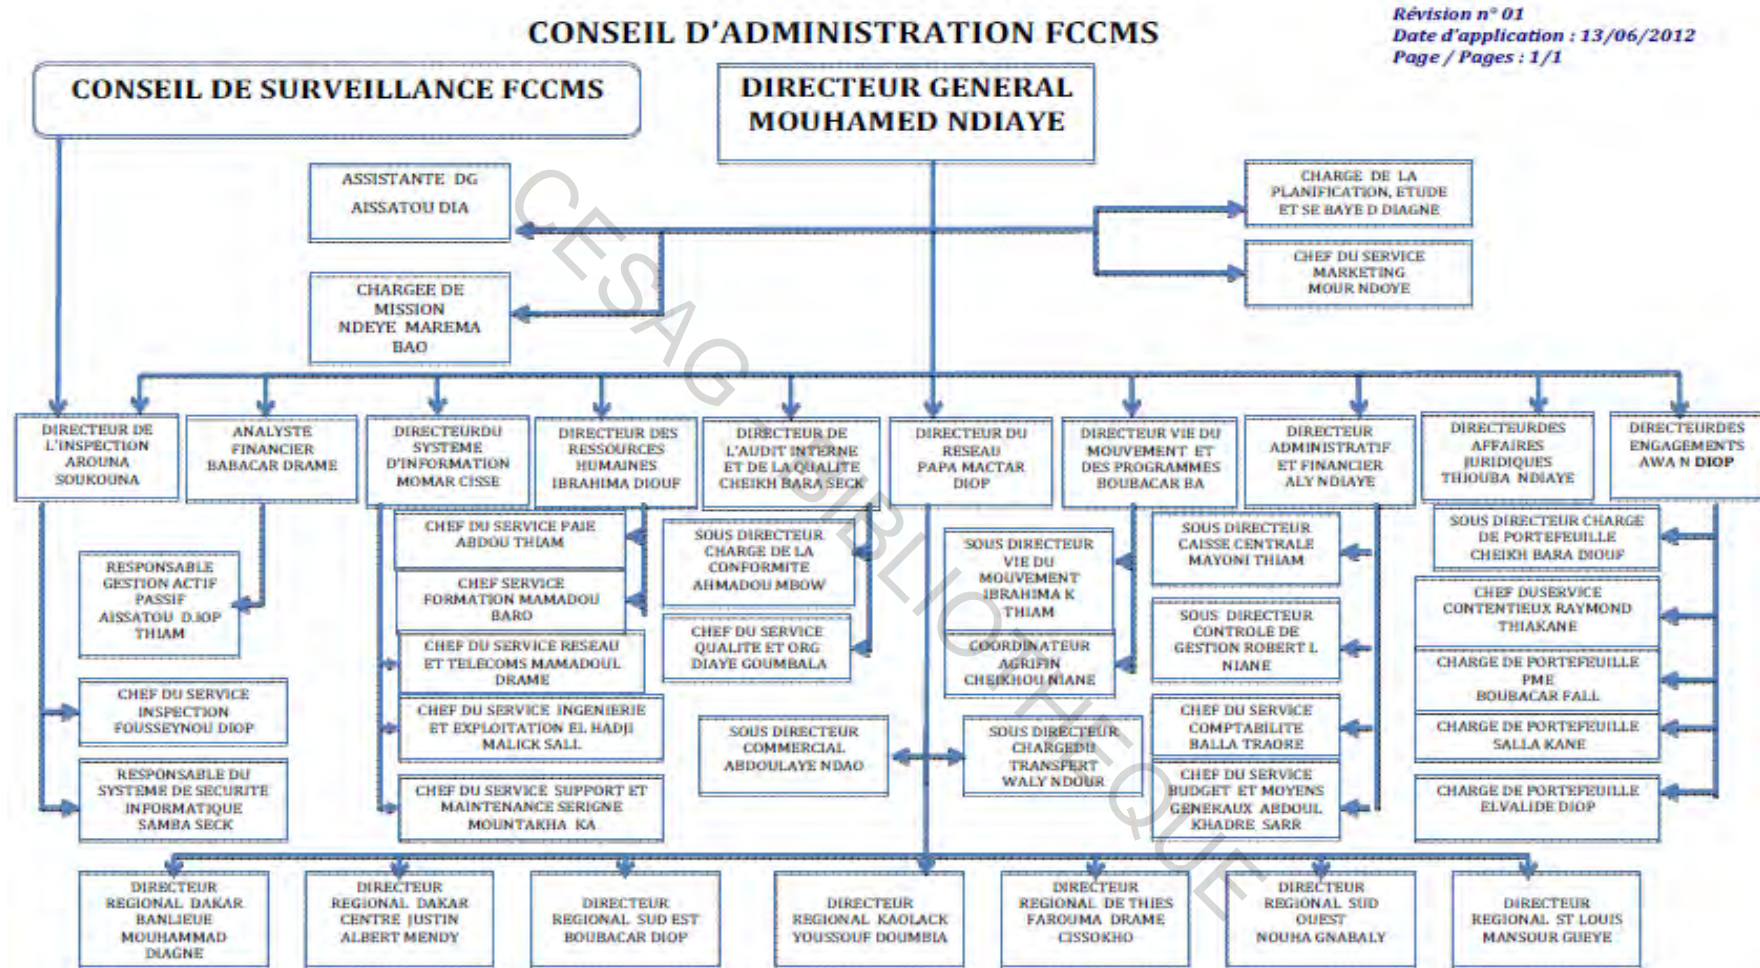 Révision n° 01
Date d'application : 13/06/2012
Page / Pages : 1/1
CONSEIL D'ADMINISTRATION FCCMS
CONSEIL DE SURVEILLANCE FCCMS
DIRECTEUR GENERAL
MOUHAMED NDIAYE
ASSISTANTE DG
AISSATOU DIA
CHARGE DE LA
PLANIFICATION, ETUDE
ET SE BAYE D DIAGNE
CHARGEE DE
MISSION
NDEYE MAREMA
BAO
CHEF DU SERVICE
MARKETING
MOUR NDOYE
DIRECTEUR DE
L'INSPECTION
AROUNA
SOUKOUNA
ANALYSTE
FINANCIER
BABACAR DRAME
DIRECTEURDU
SYSTEME
D'INFORMATION
MOMAR CISSE
DIRECTEUR DES
RESSOURCES
HUMAINES
IBRAHIMA DIOUF
DIRECTEUR DE
L'AUDIT INTERNE
ET DE LA QUALITE
CHEIKH BARA SECK
DIRECTEUR DU
RESEAU
PAPA MACTAR
DIOP
DIRECTEUR VIE DU
MOUVEMENT ET
DES PROGRAMMES
BOUBACAR BA
DIRECTEUR
ADMINISTRATIF
ET FINANCIER
ALY NDIAYE
DIRECTEURDES
AFFAIRES
JURIDIQUES
THIOUBA NDIAYE
DIRECTEURDES
ENGAGEMENTS
AWA N DIOP
RESPONSABLE
GESTION ACTIF
PASSIF
AISSATOU DJOP
THIAM
CHEF DU SERVICE
INSPECTION
FOUSSEYNOU DIOP
RESPONSABLE DU
SYSTEME DE SECURITE
INFORMATIQUE
SAMBA SECK
CHEF DU SERVICE PAIE
ABDOU THIAM
CHEF SERVICE
FORMATION MAMADOU
BARO
CHEF DU SERVICE RESEAU
ET TELECOMS MAMADOUL
DRAME
CHEF DU SERVICE INGENIERIE
ET EXPLOITATION EL HADJI
MALICK SALL
CHEF DU SERVICE SUPPORT ET
MAINTENANCE SERIGNE
MOUNTAKHA KA
SOUS DIRECTEUR
CHARGE DE LA
CONFORMITE
AHMADOU MBOW
CHEF DU SERVICE
QUALITE ET ORG
DIAYE GOUMBALA
SOUS DIRECTEUR
COMMERCIAL
ABDOULAYE NDAO
SOUS DIRECTEUR
VIE DU
MOUVEMENT
IBRAHIMA K
THIAM
COORDINATEUR
AGRIFIN
CHEIKHOU NIANE
SOUS DIRECTEUR
CHARGEDU
TRANSFERT
WALY NDOUR
SOUS DIRECTEUR
CAISSE CENTRALE
MAYONI THIAM
SOUS DIRECTEUR
CONTROLE DE
GESTION ROBERT L
NIANE
CHEF DU SERVICE
COMPTABILITE
BALLA TRAORE
CHEF DU SERVICE
BUDGET ET MOYENS
GENERAUX ABDOUL
KHADRE SARR
SOUS DIRECTEUR CHARGE
DE PORTEFEUILLE
CHEIKH BARA DIOUF
CHEF DUSERVICE
CONTENTIEUX RAYMOND
THIAKANE
CHARGE DE PORTEFEUILLE
PME
BOUBACAR FALL
CHARGE DE PORTEFEUILLE
SALLA KANE
CHARGE DE PORTEFEUILLE
ELVALIDE DIOP
DIRECTEUR
REGIONAL DAKAR
BANLIEUE
MOUHAMMAD
DIAGNE
DIRECTEUR
REGIONAL DAKAR
CENTRE JUSTIN
ALBERT MENDY
DIRECTEUR
REGIONAL SUD EST
BOUBACAR DIOP
DIRECTEUR
REGIONAL KAOLACK
YOUSSOUF DOUMBIA
DIRECTEUR
REGIONAL DE THIES
FAROUMA DRAME
CISSOKHO
DIRECTEUR
REGIONAL SUD
OUEST
NOUHA GNABALY
DIRECTEUR
REGIONAL ST LOUIS
MANSOUR GUEYE
CESAG - BIBLIOTHEQUE